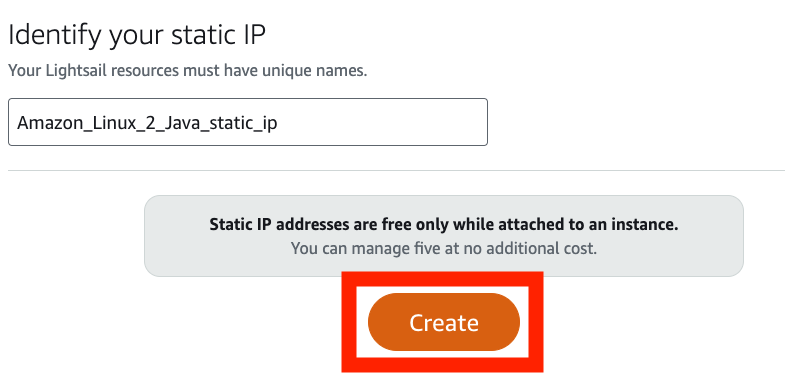 Identify your static IP
Your Lightsail resources must have unique names.
Amazon_Linux_2_Java_static_ip
Static IP addresses are free only while attached to an instance.
You can manage five at no additional cost.
Create